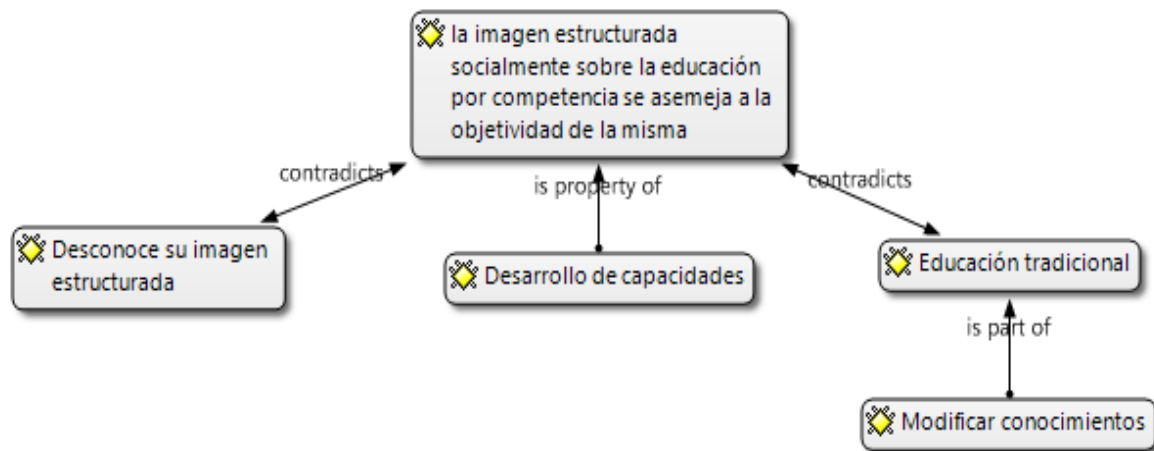 la imagen estructurada
socialmente sobre la educación
por competencia se asemeja a la
objetividad de la misma
contradicts
is property of
contradicts
Desconoce su imagen
estructurada
Desarrollo de capacidades
Educación tradicional
is part of
Modificar conocimientos